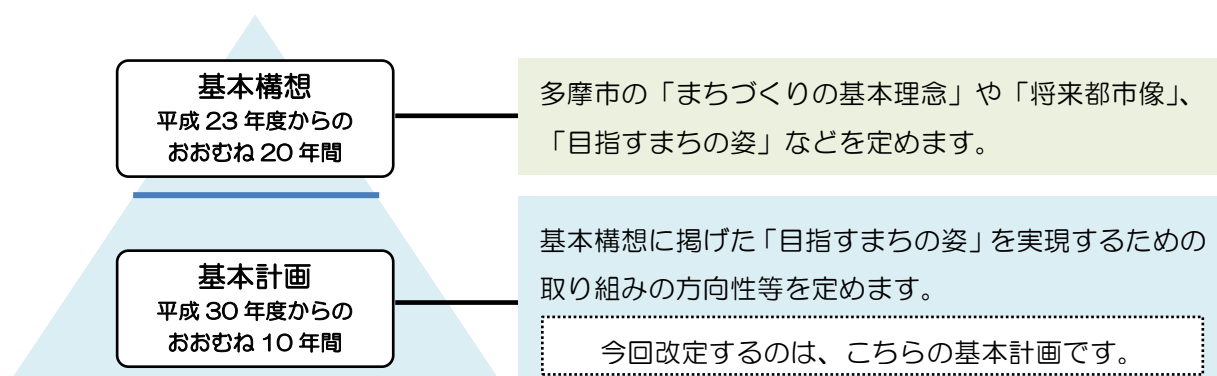 基本構想
平成 23 年度からの
おおむね 20 年間
多摩市の「まちづくりの基本理念」や「将来都市像」、
「目指すまちの姿」などを定めます。
基本計画
平成 30 年度からの
おおむね 10 年間
基本構想に掲げた「目指すまちの姿」を実現するための
取り組みの方向性等を定めます。
今回改定するのは、こちらの基本計画です。